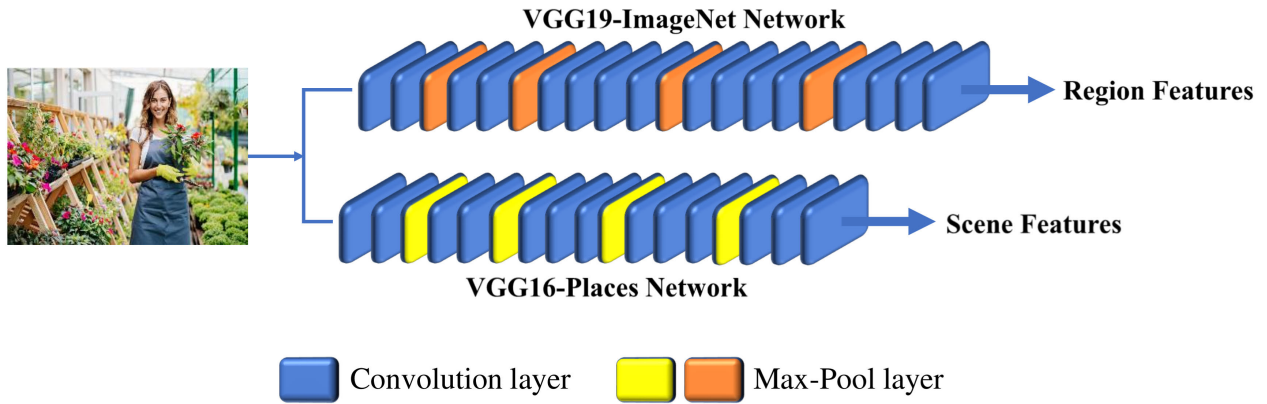 VGG19-ImageNet Network
Region Features
Scene Features
VGG16-Places Network
Convolution layer
Max-Pool layer